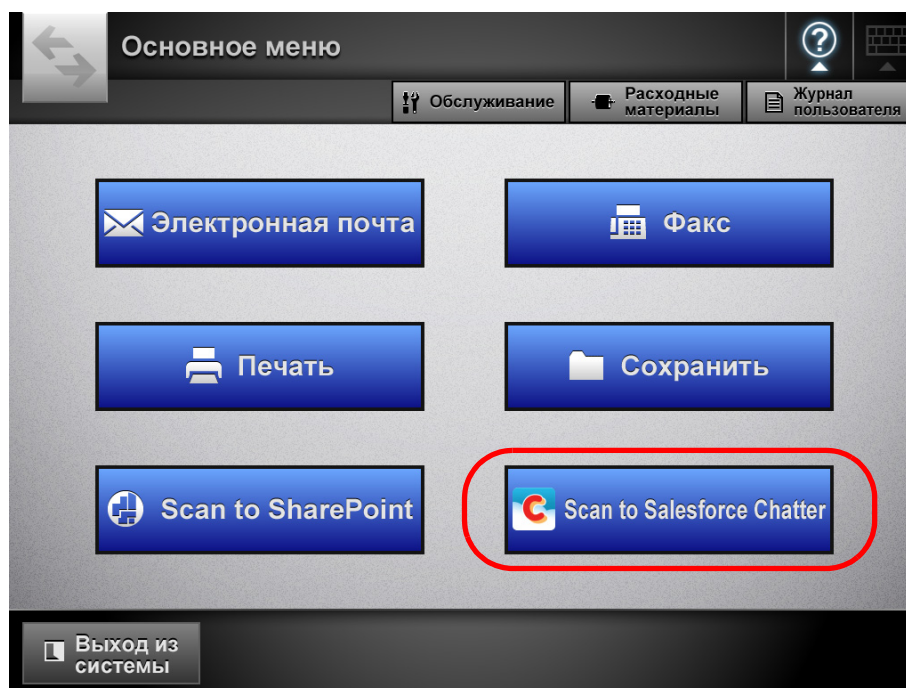 Основное меню
?
Обслуживание
Расходные
материалы
Журнал
пользователя
Электронная почта
Факс
Печать
Сохранить
Scan to SharePoint
C Scan to Salesforce Chatter
Выход из
системы